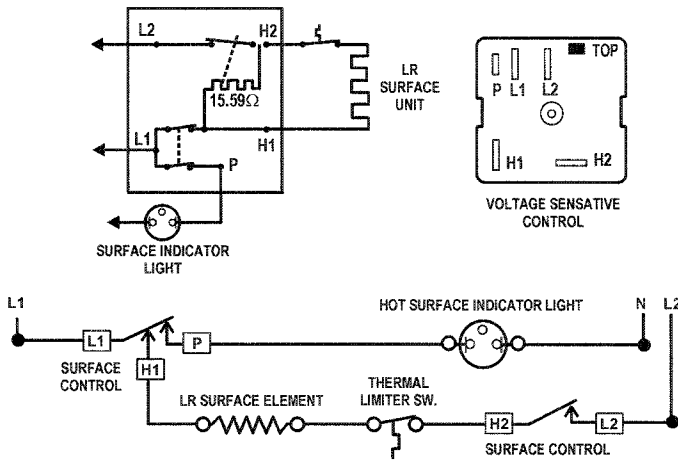 L2
H2
15.59Ω
LR
SURFACE
UNIT
L1
H1
P
SURFACE INDICATOR
LIGHT
TOP
P L1 L2
H1
H2
VOLTAGE SENSATIVE
CONTROL
L1
HOT SURFACE INDICATOR LIGHT
N
L2
L1
P
SURFACE
CONTROL
H1
LR SURFACE ELEMENT
THERMAL
LIMITER SW.
H2
L2
SURFACE CONTROL